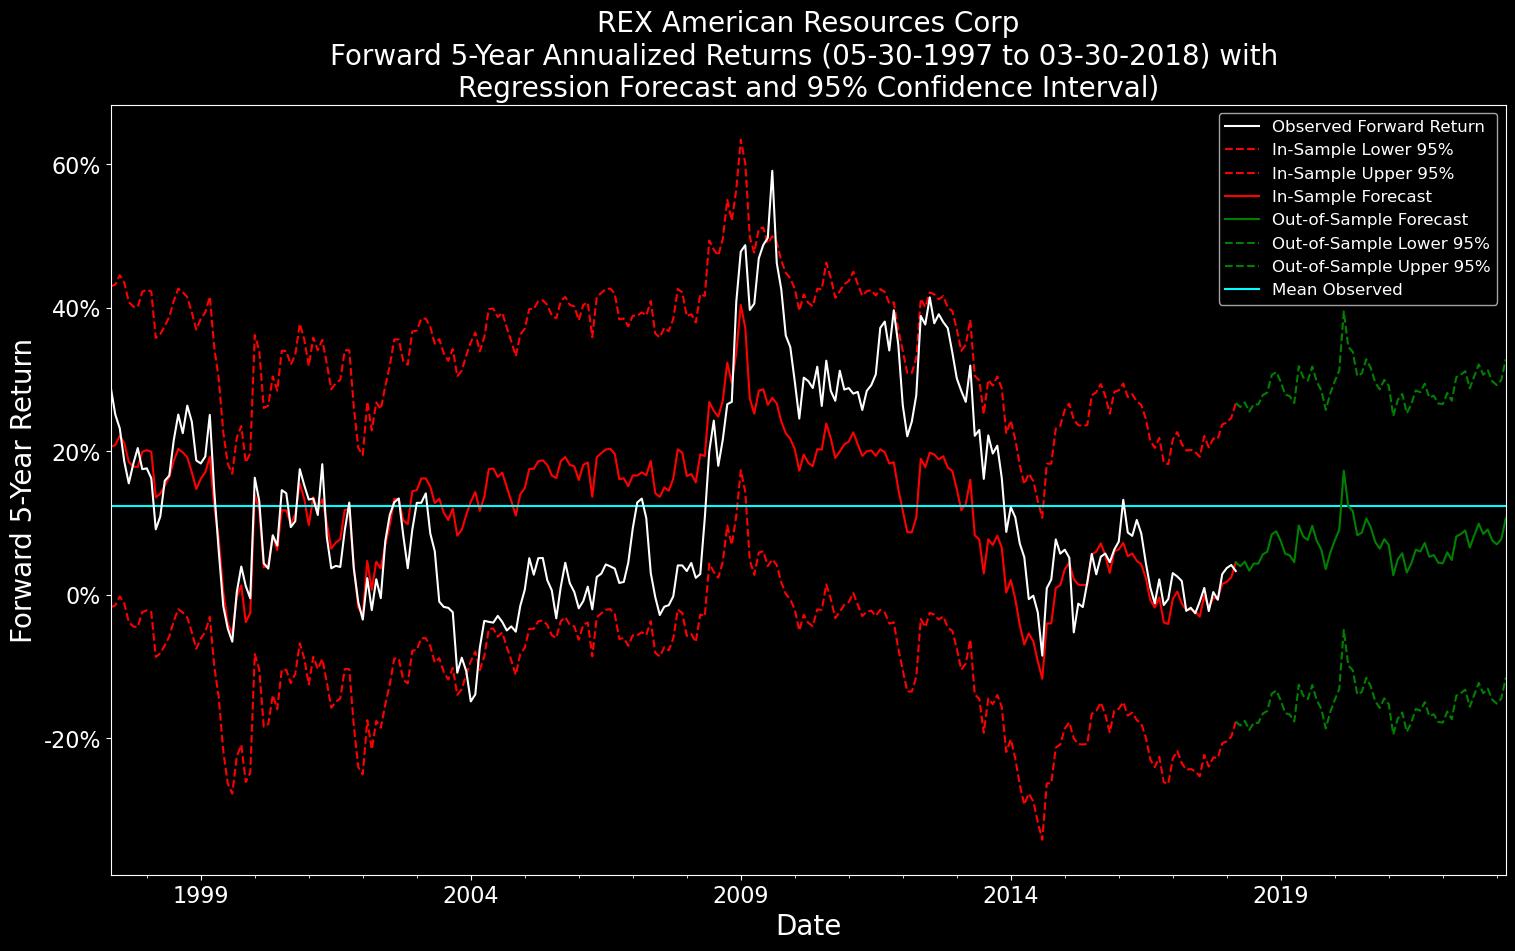 REX American Resources Corp
Forward 5-Year Annualized Returns (05-30-1997 to 03-30-2018) with
Regression Forecast and 95% Confidence Interval)
Observed Forward Return
In-Sample Lower 95%
In-Sample Upper 95%
In-Sample Forecast
Out-of-Sample Forecast
Out-of-Sample Lower 95%
Out-of-Sample Upper 95%
Mean Observed
Forward 5-Year Return
60%
40%
20%
0%
-20%
1999 2004 2009 2014 2019
Date